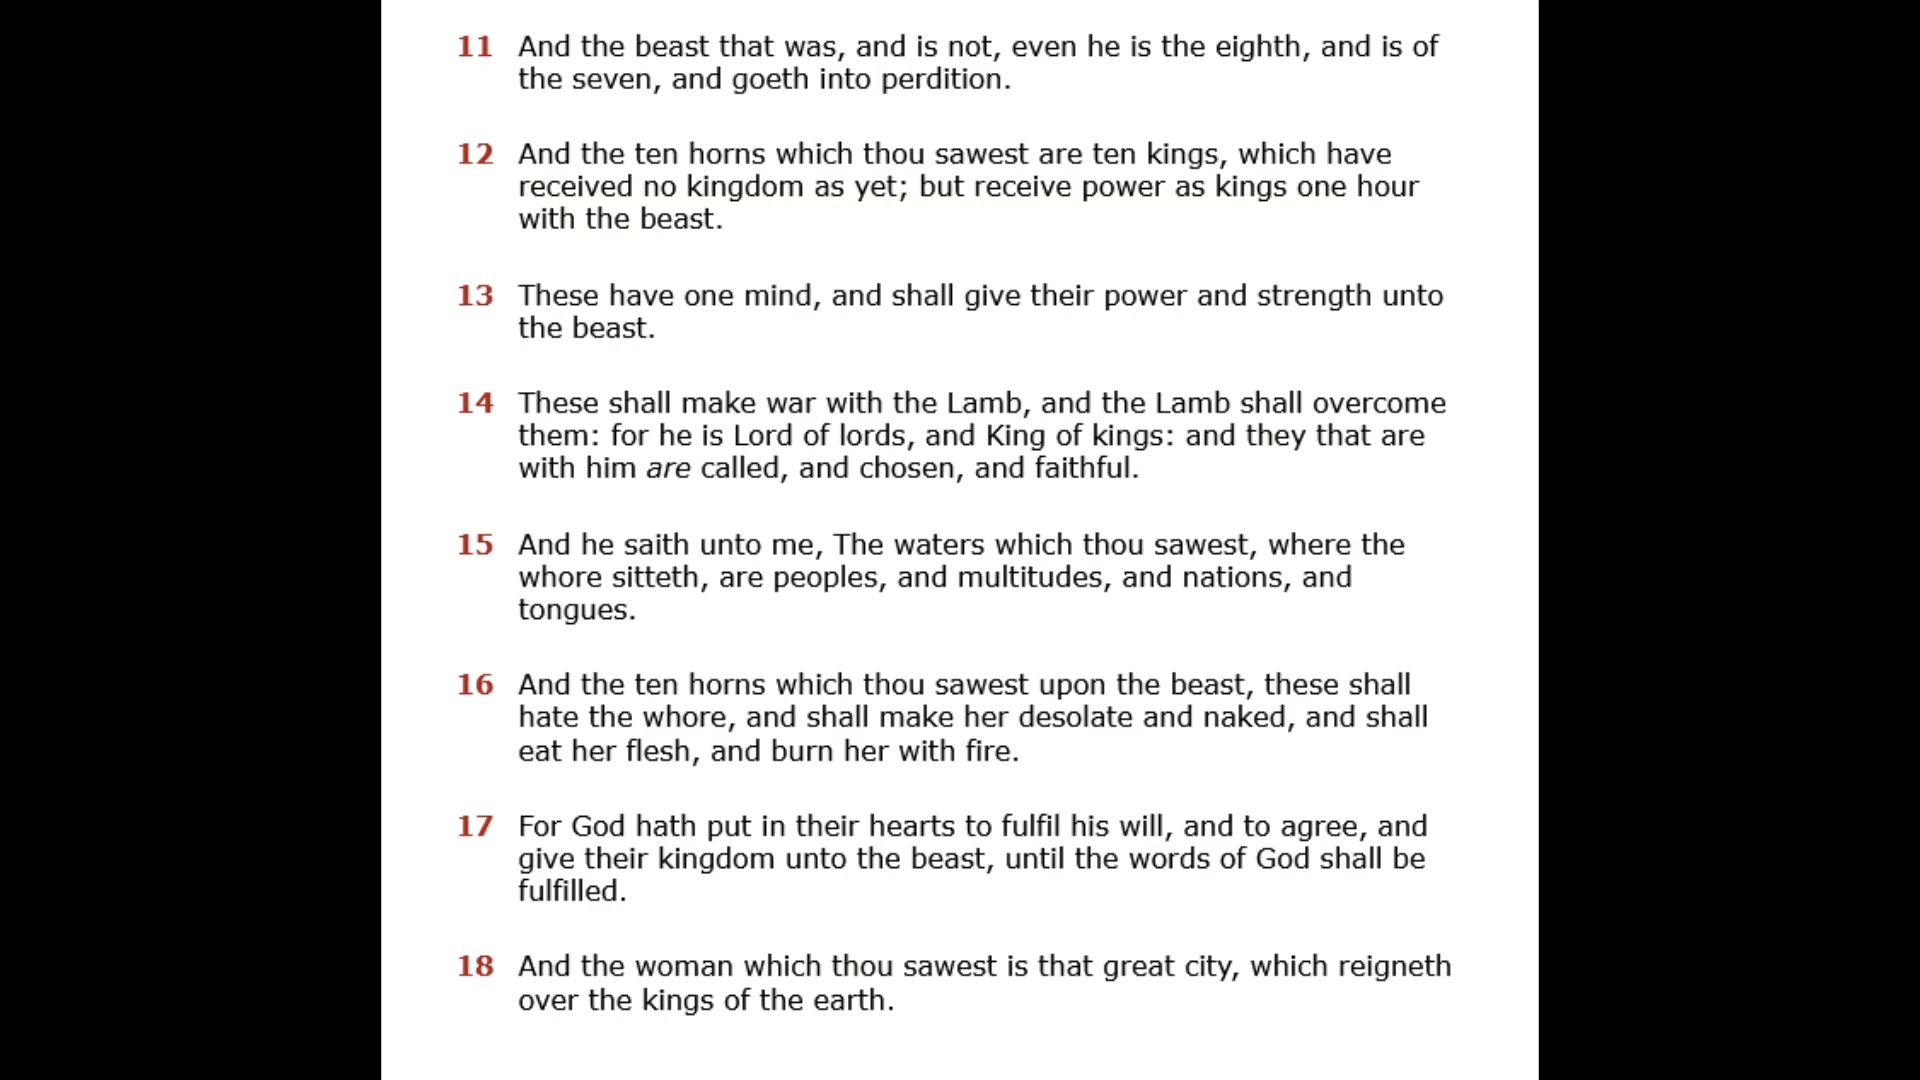 11 And the beast that was, and is not, even he is the eighth, and is of
the seven, and goeth into perdition.
12 And the ten horns which thou sawest are ten kings, which have
received no kingdom as yet; but receive power as kings one hour
with the beast.
13 These have one mind, and shall give their power and strength unto
the beast.
14 These shall make war with the Lamb, and the Lamb shall overcome
them: for he is Lord of lords, and King of kings: and they that are
with him are called, and chosen, and faithful.
15 And he saith unto me, The waters which thou sawest, where the
whore sitteth, are peoples, and multitudes, and nations, and
tongues.
16 And the ten horns which thou sawest upon the beast, these shall
hate the whore, and shall make her desolate and naked, and shall
eat her flesh, and burn her with fire.
17 For God hath put in their hearts to fulfil his will, and to agree, and
give their kingdom unto the beast, until the words of God shall be
fulfilled.
18 And the woman which thou sawest is that great city, which reigneth
over the kings of the earth.